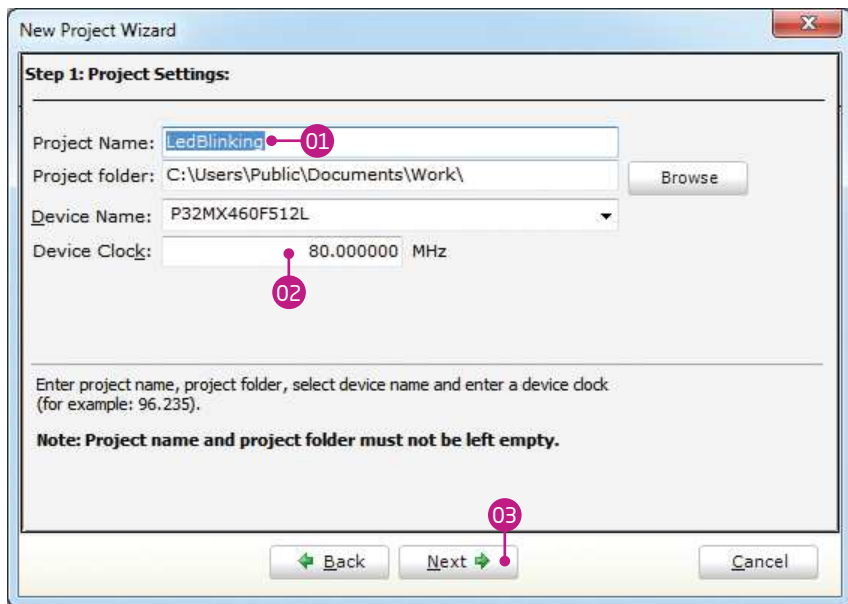 New Project Wizard
Step 1: Project Settings:
Project Name: LedBlinking 01
Project folder: C:\Users\Public\Documents\Work\ Browse
Device Name: P32MX460F512L
Device Clock: 80.000000 MHz
02
Enter project name, project folder, select device name and enter a device clock
(for example: 96.235).
Note: Project name and project folder must not be left empty.
03
Back Next Cancel